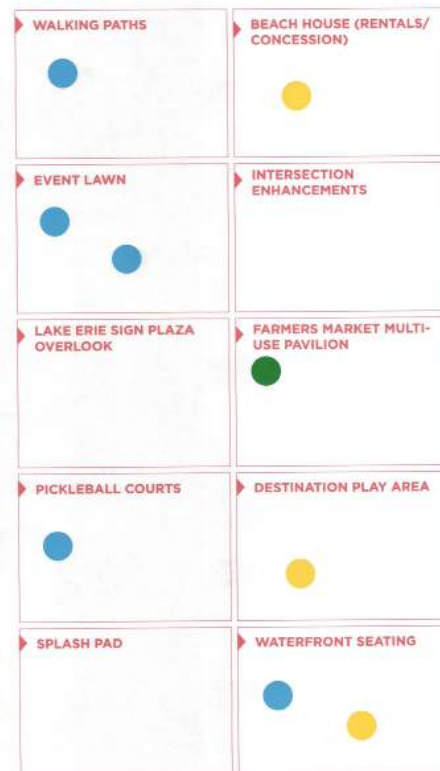 WALKING PATHS
BEACH HOUSE (RENTALS/
CONCESSION)
EVENT LAWN
INTERSECTION
ENHANCEMENTS
LAKE ERIE SIGN PLAZA
OVERLOOK
FARMERS MARKET MULTI-
USE PAVILION
PICKLEBALL COURTS
DESTINATION PLAY AREA
SPLASH PAD
WATERFRONT SEATING